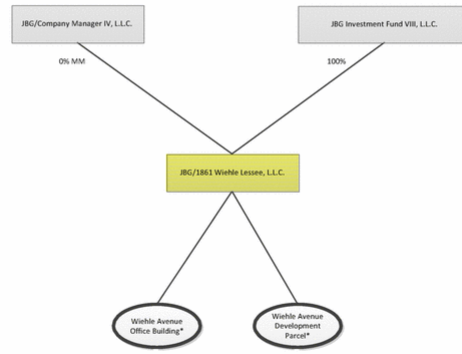 JBG/Company Manager IV, L.L.C.
JBG Investment Fund VIII, L.L.C.
0% MM
100%
JBG/1861 Wiehle Lessee, L.L.C.
Wiehle Avenue
Office Building*
Wiehle Avenue
Development
Parcel*